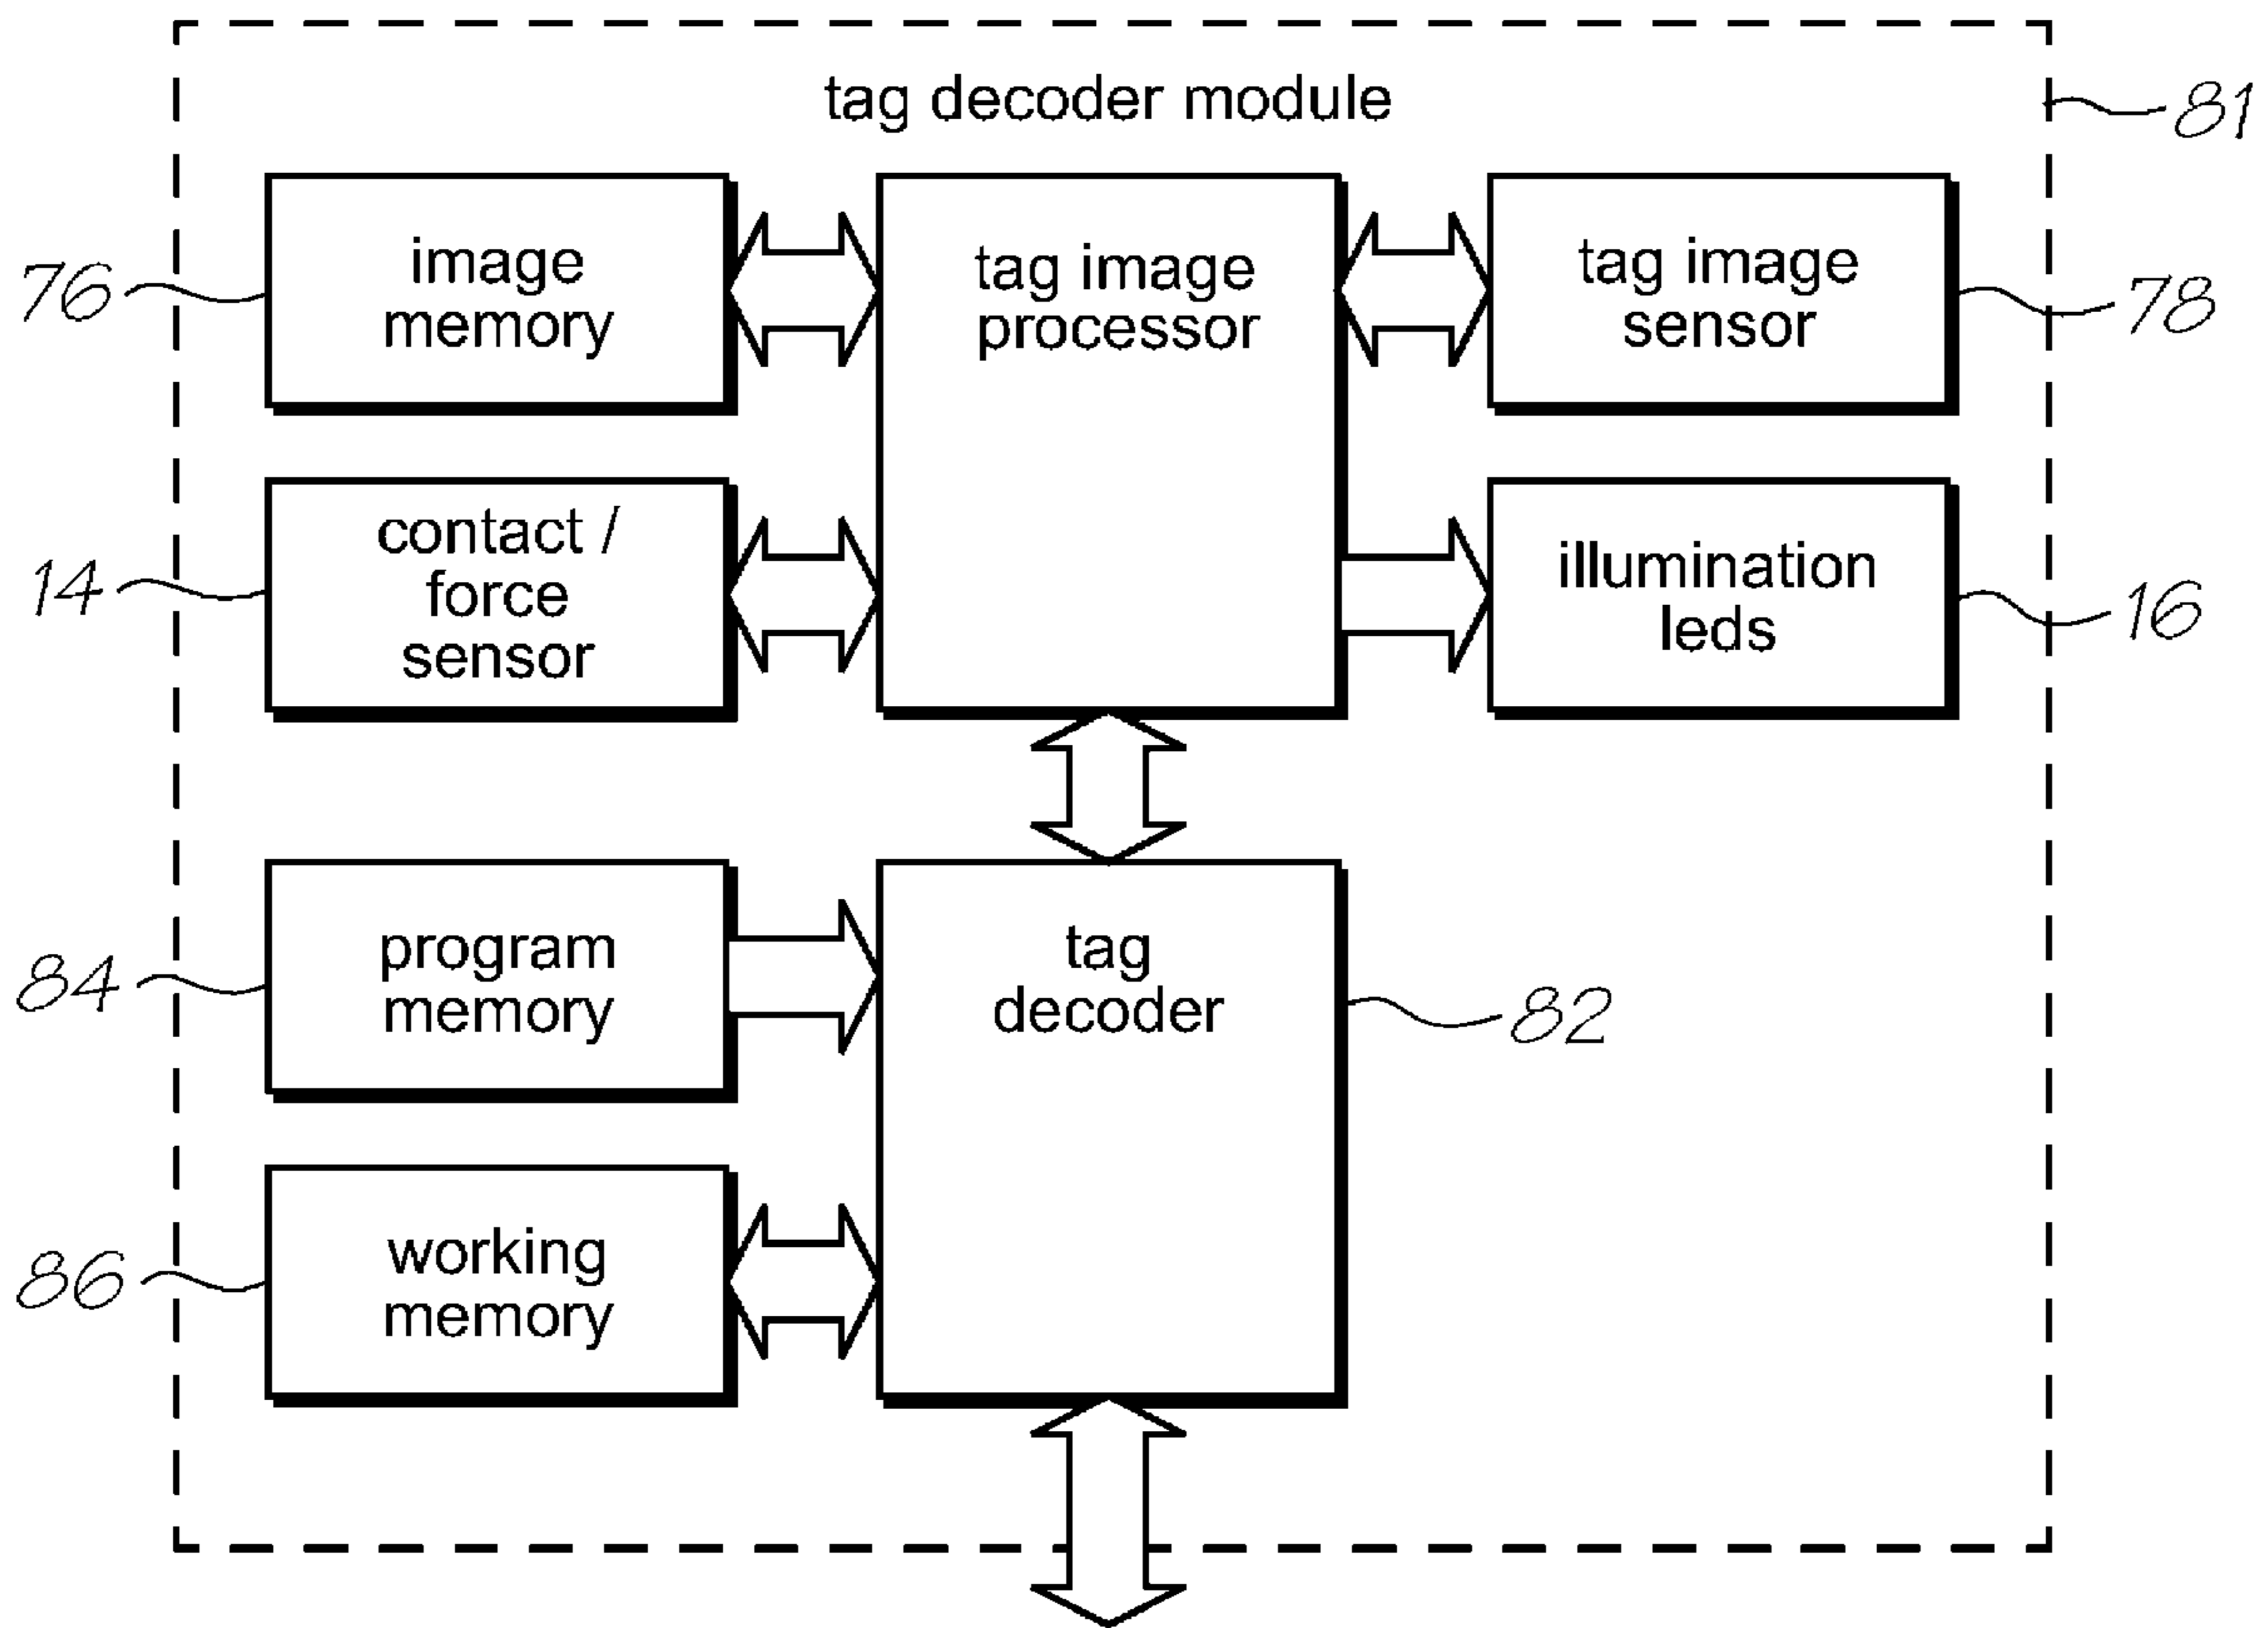 tag decoder module
81
image
memory
76
tag image
processor
tag image
sensor
78
contact /
force
sensor
14
illumination
leds
16
program
memory
84
tag
decoder
82
working
memory
86